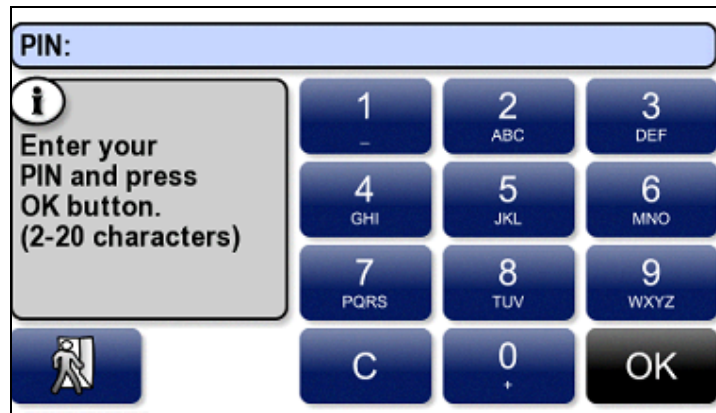 PIN:
i
Enter your
PIN and press
OK button.
(2-20 characters)
1 2 3
_ ABC DEF
4 5 6
GHI JKL MNO
7 8 9
PQRS TUV WXYZ
C 0 OK
+